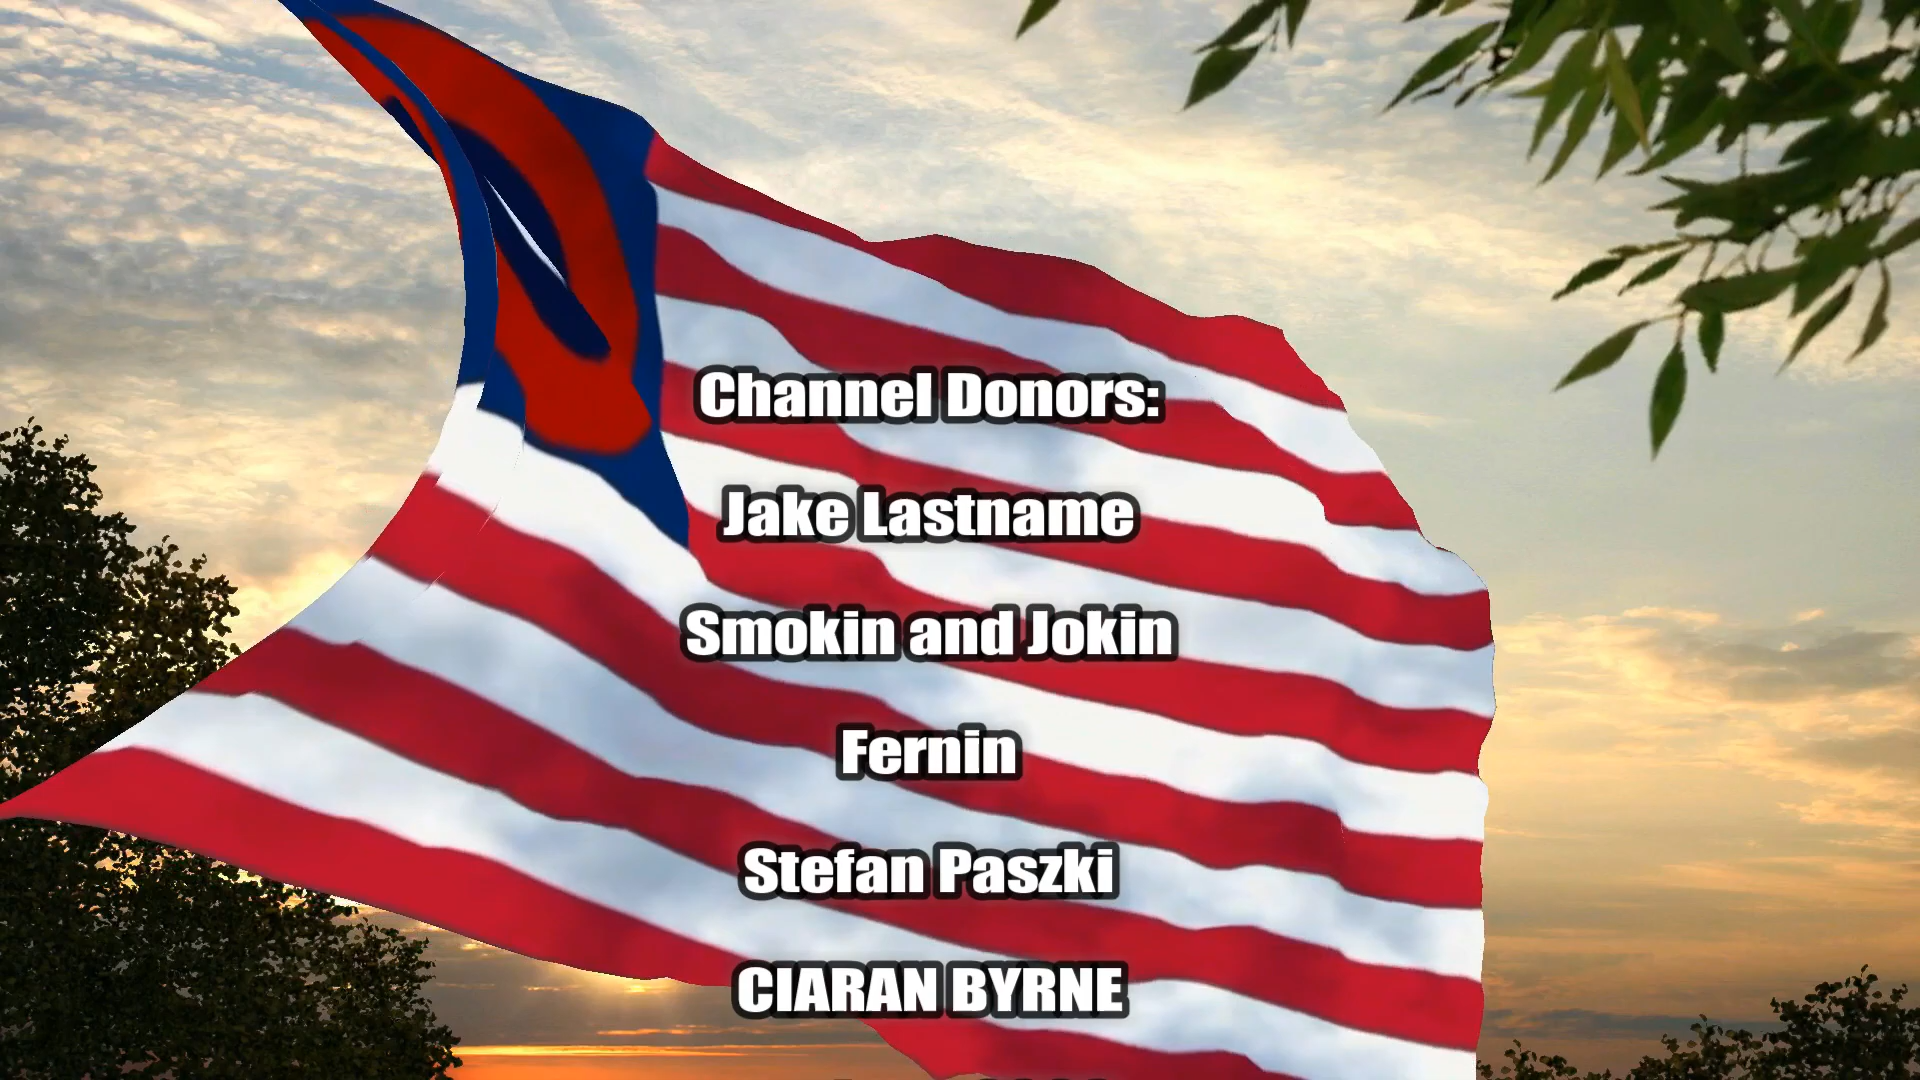 Channel Donors:
Jake Lastname
Smokin and Jokin
Fernin
Stefan Paszki
CIARAN BYRNE